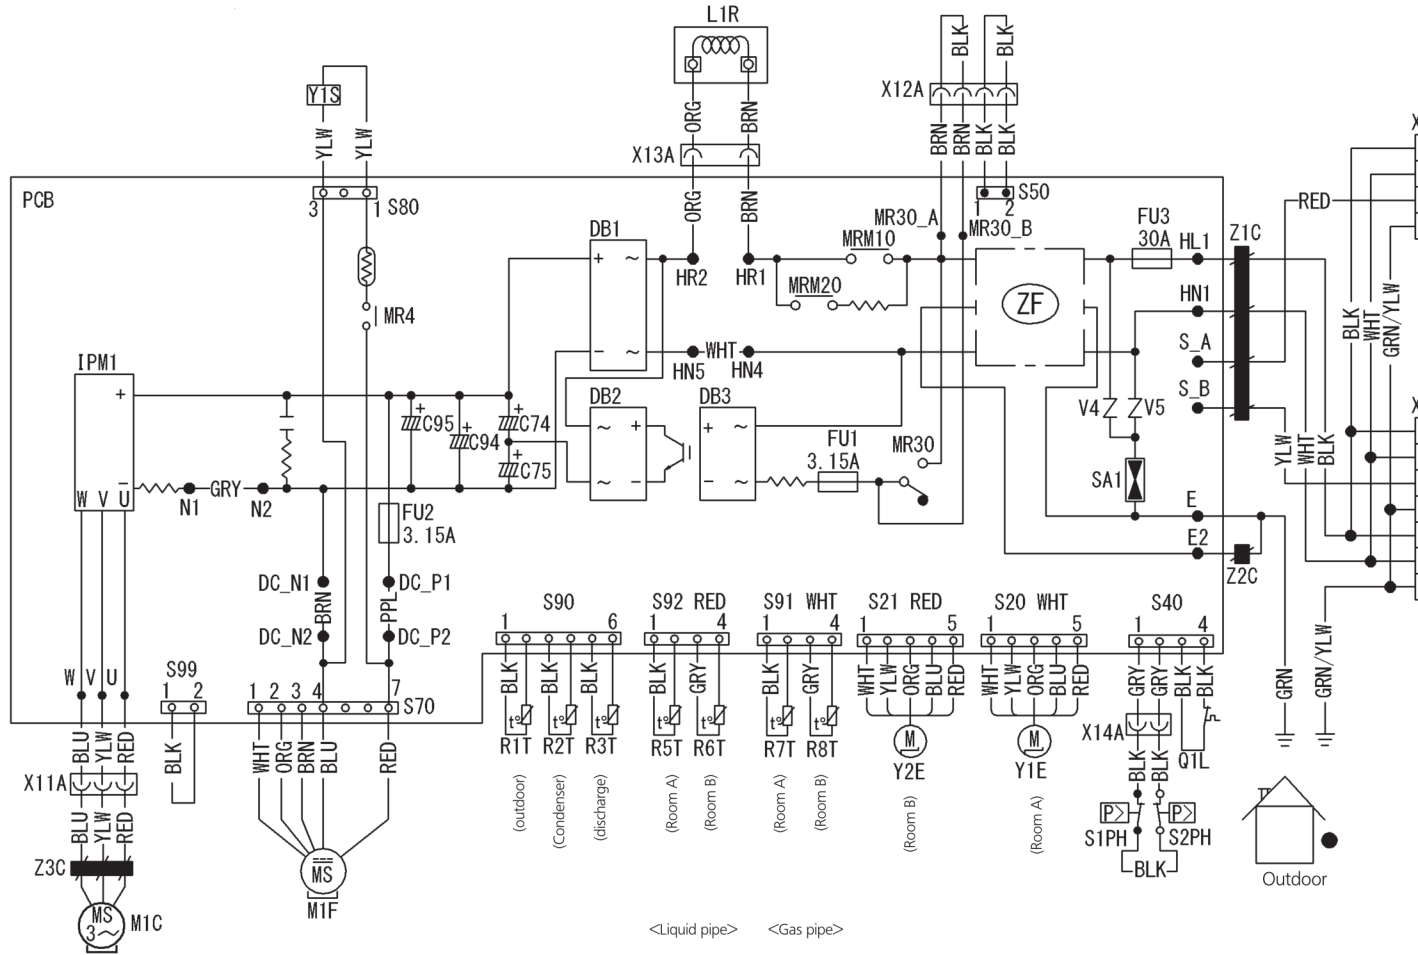 L1R
X12A
BLK
BLK
Y1S
ORG
BRN
YLW
YLW
BRN
BRN
BLK
BLK
X13A
X
PCB
3
1
S80
ORG
BRN
1
2
S50
RED
MR30_A
MR30_B
FU3
30A
HL1
Z1C
DB1
MRM10
+
~
HR2
HR1
MRM20
ZF
HN1
MR4
BLK
WHT
GRN/YLW
S_A
IPM1
-
~
WHT
HN5
HN4
S_B
DB2
DB3
V4
V5
X
+
+
C95
+
C94
+
C74
~
+
+
~
FU1
3.15A
MR30
+
C75
~
-
-
~
SA1
YLW
WHT
BLK
W
V
U
-
N1
GRY
N2
FU2
3.15A
E
E2
Z2C
DC_N1
BRN
DC_P1
PPL
DC_N2
DC_P2
1
S90
6
S92 RED
1
4
S91 WHT
1
4
S21 RED
1
5
S20 WHT
1
5
S40
1
4
GRN
GRN/YLW
W
V
U
S99
1
2
1
2
3
4
7
S70
BLK
BLK
BLK
BLK
GRY
BLK
GRY
WHT
YLW
ORG
BLU
RED
WHT
YLW
ORG
BLU
RED
GRY
GRY
BLK
BLK
t°
t°
t°
t°
t°
t°
t°
R1T
R2T
R3T
R5T
R6T
R7T
R8T
M
Y2E
M
Y1E
X14A
Q1L
BLU
YLW
RED
BLK
WHT
ORG
BRN
BLU
RED
BLK
BLK
X11A
(outdoor)
(Condenser)
(discharge)
(Room A)
(Room B)
(Room A)
(Room B)
(Room B)
(Room A)
P>
P>
S1PH
S2PH
BLK
BLU
YLW
RED
Z3C
MS
M1F
MS
3~
M1C
Outdoor
<Liquid pipe>
<Gas pipe>